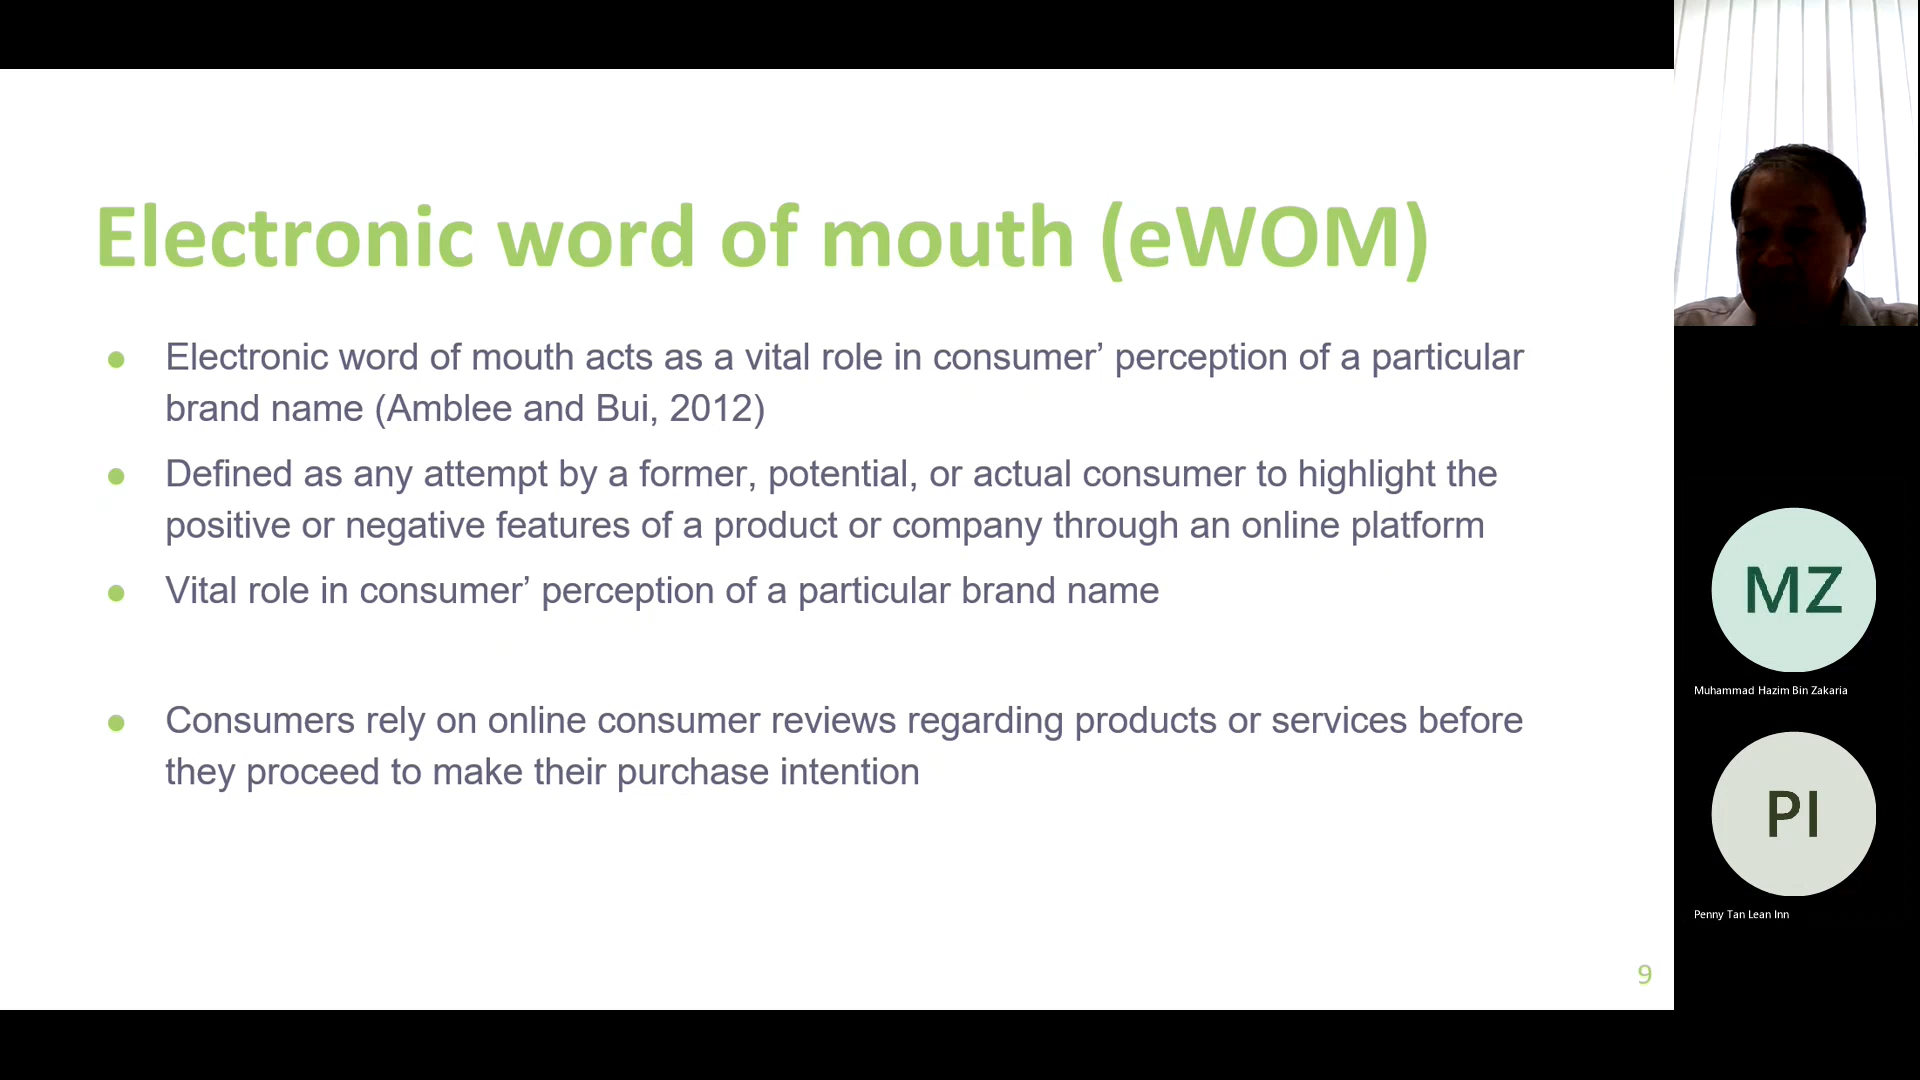 Electronic word of mouth (eWOM)
● Electronic word of mouth acts as a vital role in consumer’ perception of a particular
brand name (Amblee and Bui, 2012)
● Defined as any attempt by a former, potential, or actual consumer to highlight the
positive or negative features of a product or company through an online platform
● Vital role in consumer’ perception of a particular brand name
● Consumers rely on online consumer reviews regarding products or services before
they proceed to make their purchase intention
9
MZ
Muhammad Hazim Bin Zakaria
PI
Penny Tan Lean Inn